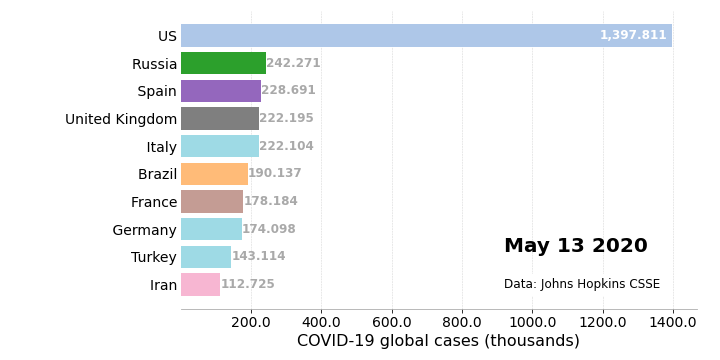 US 1,397.811
Russia 242.271
Spain 228.691
United Kingdom 222.195
Italy 222.104
Brazil 190.137
France 178.184
Germany 174.098
Turkey 143.114
Iran 112.725
May 13 2020
Data: Johns Hopkins CSSE
200.0 400.0 600.0 800.0 1000.0 1200.0 1400.0
COVID-19 global cases (thousands)